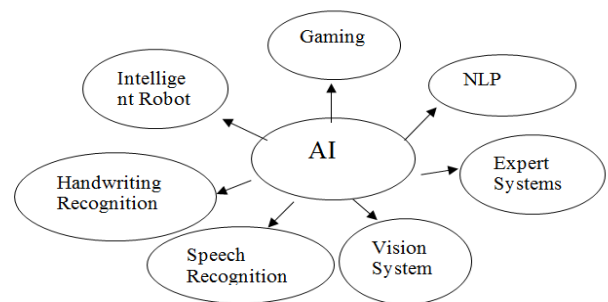 Gaming
Intellige
nt Robot
NLP
AI
Expert
Systems
Handwriting
Recognition
Speech
Recognition
Vision
System